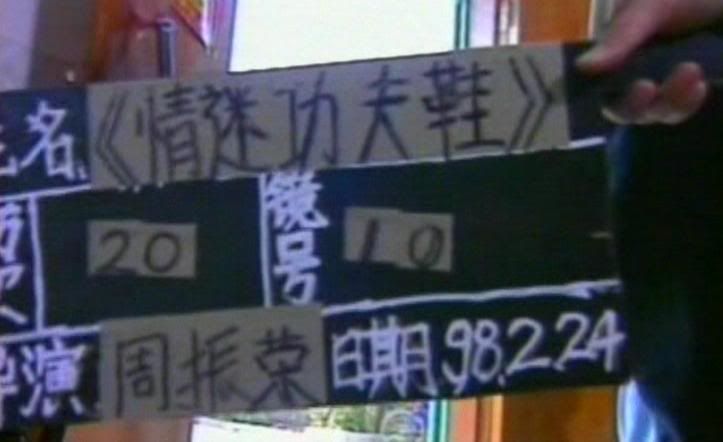 名 《情迷功夫鞋》
20 镜号 10
导演 周振荣 日期 98.2.24